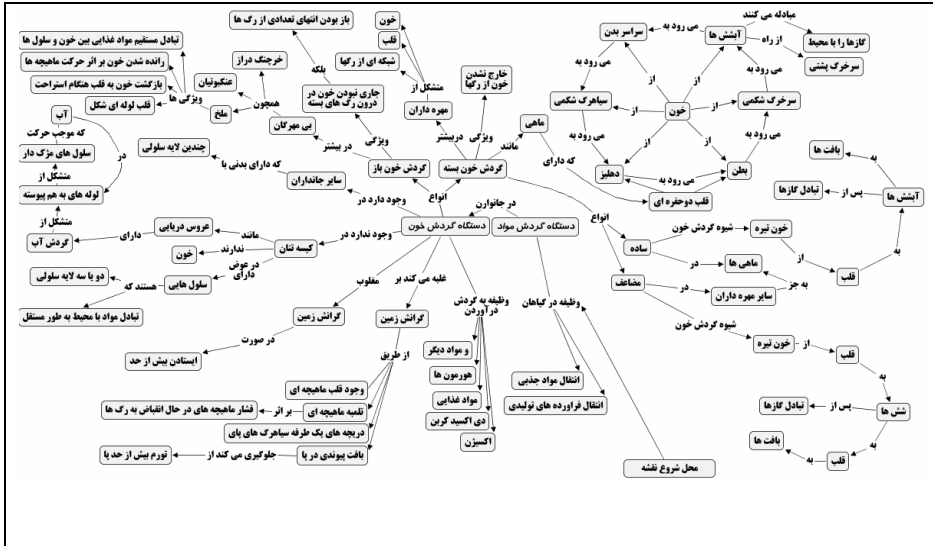 مبادله می کنند
گازها را با محیط
آبشش ها
از راه
سرخرگ پشتی
می رود به
سراسر بدن
می رود به
می رود به
از
از
سیاهرگ شکمی
از
خون
از
سرخرگ شکمی
می رود به
از
از
می رود به
دهلیز
می رود به
بطن
قلب دوحفره ای
که دارای
ماهی
مانند
خارج نشدن
خون از رگها
ویژگی
گردش خون بسته
دربیشتر
مهره داران
متشکل از
خون
قلب
شبکه ای از رگها
باز بودن انتهای تعدادی از رگ ها
بلکه
جاری نبودن خون در
درون رگ های بسته
ویژگی
گردش خون باز
در بیشتر
بی مهرگان
همچون
خرچنگ دراز
عنکبوتیان
ملخ
ویژگی ها
تبادل مستقیم مواد غذایی بین خون و سلول ها
رانده شدن خون بر اثر حرکت ماهیچه ها
بازگشت خون به قلب هنگام استراحت
قلب لوله ای شکل
انواع
آب
که موجب حرکت
سلول های مژک دار
متشکل از
لوله های به هم پیوسته
در
متشکل از
گردش آب
دارای
عروس دریایی
مانند
چندین لایه سلولی
که دارای بدنی با
سایر جانداران
وجود دارد در
دستگاه گردش خون
در جانوارن
دستگاه گردش مواد
وجود ندارد در
کیسه تنان
ندارند
خون
در عوض
دارای
سلول هایی
هستند که
دو یا سه لایه سلولی
تبادل مواد با محیط به طور مستقل
مغلوب
گرانش زمین
در صورت
ایستادن بیش از حد
غلبه می کند بر
گرانش زمین
از طریق
وجود قلب ماهیچه ای
تلمبه ماهیچه ای
بر اثر
فشار ماهیچه های در حال انقباض به رگ ها
دریچه های یک طرفه سیاهرگ های پای
بافت پیوندی در پا
جلوگیری می کند از
تورم بیش از حد پا
وظیفه به گردش
درآوردن
و مواد دیگر
هورمون ها
مواد غذایی
دی اکسید کربن
اکسیژن
وظیفه در گیاهان
انتقال مواد جذبی
انتقال فراورده های تولیدی
محل شروع نقشه
انواع
ساده
شیوه گردش خون
خون تیره
از
قلب
به
آبشش ها
به
بافت ها
پس از
تبادل گازها
در
ماهی ها
به جز
مضاعف
در
سایر مهره داران
شیوه گردش خون
خون تیره
از
قلب
به
شش ها
پس از
تبادل گازها
به
قلب
به
بافت ها